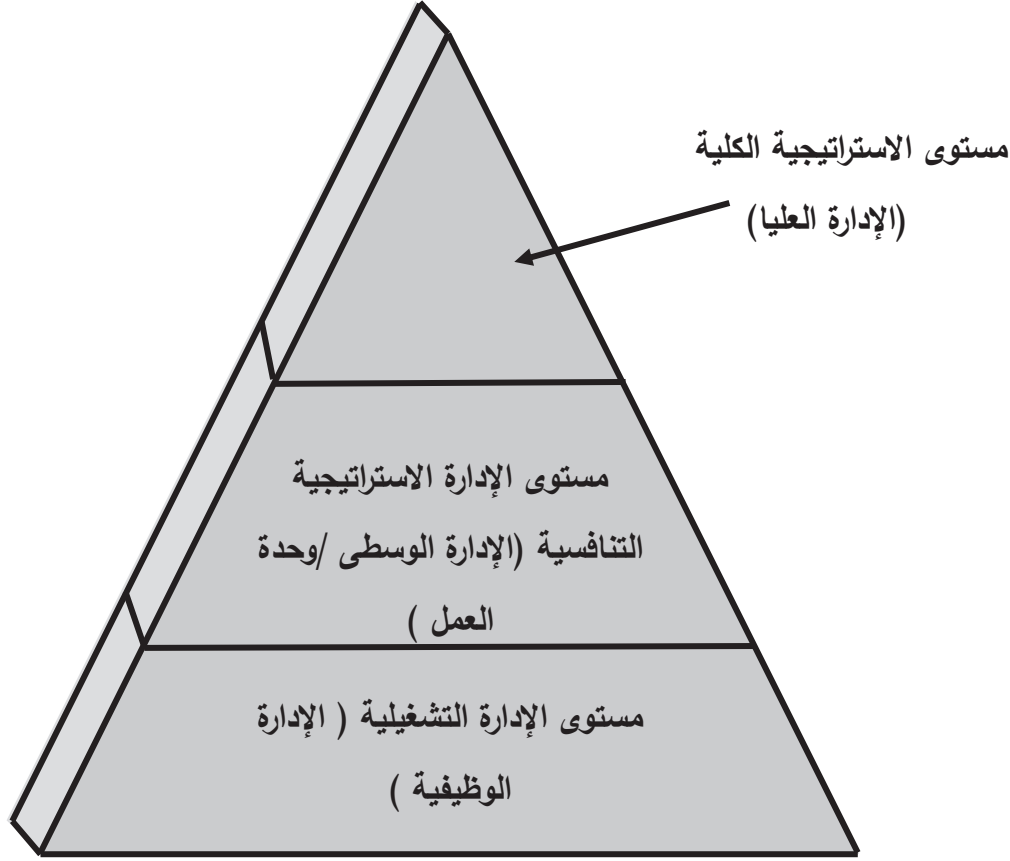 مستوى الاستراتيجية الكلية
(الإدارة العليا)
مستوى الإدارة الاستراتيجية
التنافسية (الإدارة الوسطى /وحدة
العمل )
مستوى الإدارة التشغيلية ( الإدارة
الوظيفية )